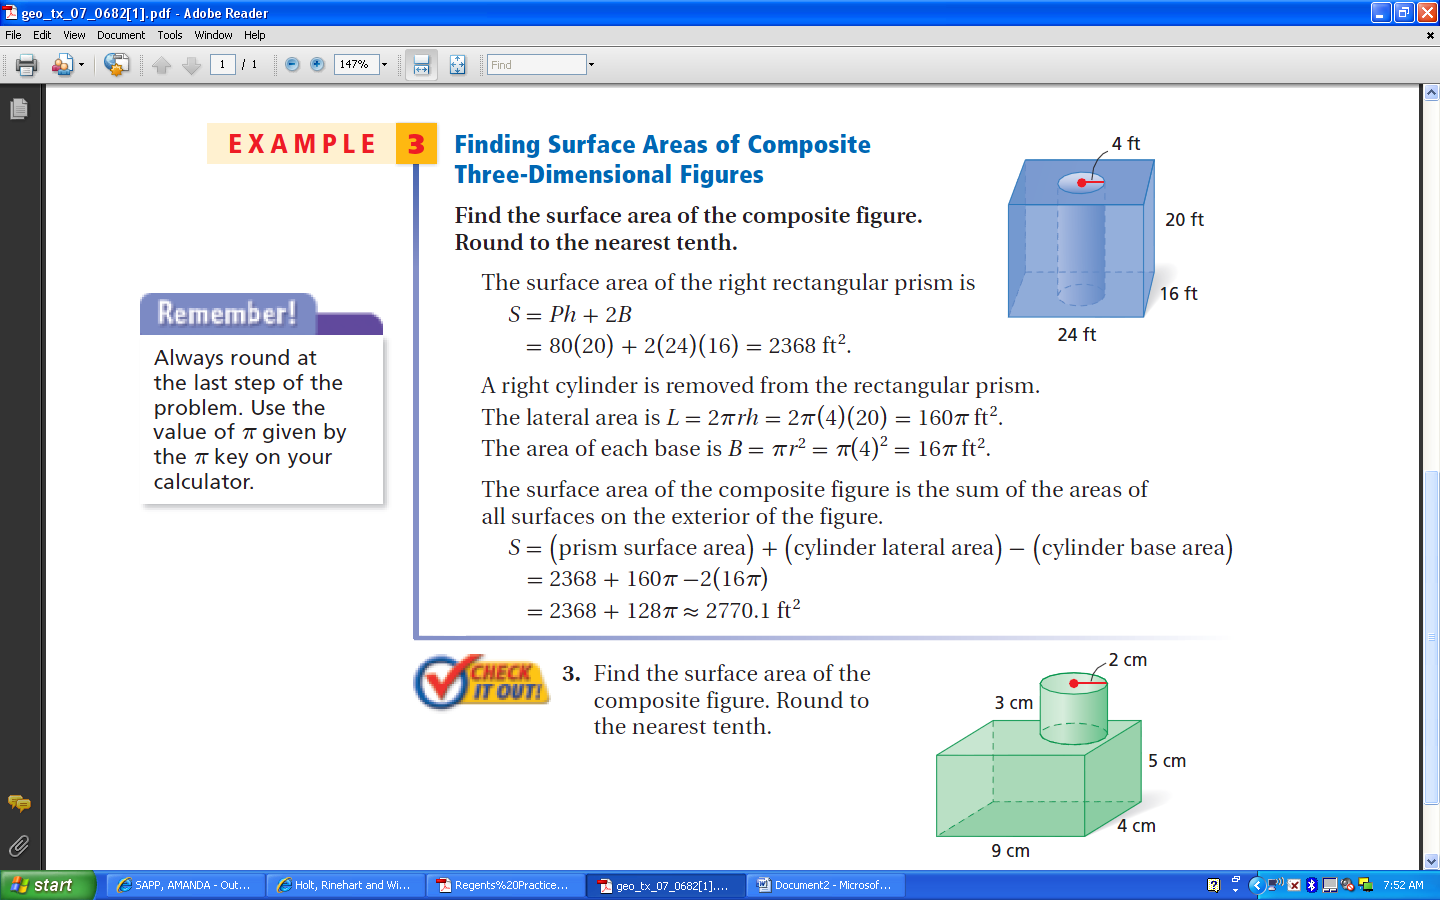 geo_tx_07_0682[1].pdf - Adobe Reader
File Edit View Document Tools Window Help
1 / 1 147% Find
EXAMPLE 3 Finding Surface Areas of Composite
Three-Dimensional Figures
Find the surface area of the composite figure.
Round to the nearest tenth.
4 ft
20 ft
16 ft
24 ft
The surface area of the right rectangular prism is
S = Ph + 2B
= 80(20) + 2(24)(16) = 2368 ft².
Remember!
Always round at
the last step of the
problem. Use the
value of π given by
the π key on your
calculator.
A right cylinder is removed from the rectangular prism.
The lateral area is L = 2πrh = 2π(4)(20) = 160π ft².
The area of each base is B = πr² = π(4)² = 16π ft².
The surface area of the composite figure is the sum of the areas of
all surfaces on the exterior of the figure.
S = (prism surface area) + (cylinder lateral area) − (cylinder base area)
= 2368 + 160π −2(16π)
= 2368 + 128π ≈ 2770.1 ft²
CHECK
IT OUT!
3. Find the surface area of the
composite figure. Round to
the nearest tenth.
2 cm
3 cm
5 cm
4 cm
9 cm
start SAPP, AMANDA - Out... Holt, Rinehart and Wi... Regents%20Practice... geo_tx_07_0682[1].... Document2 - Microsof... 7:52 AM